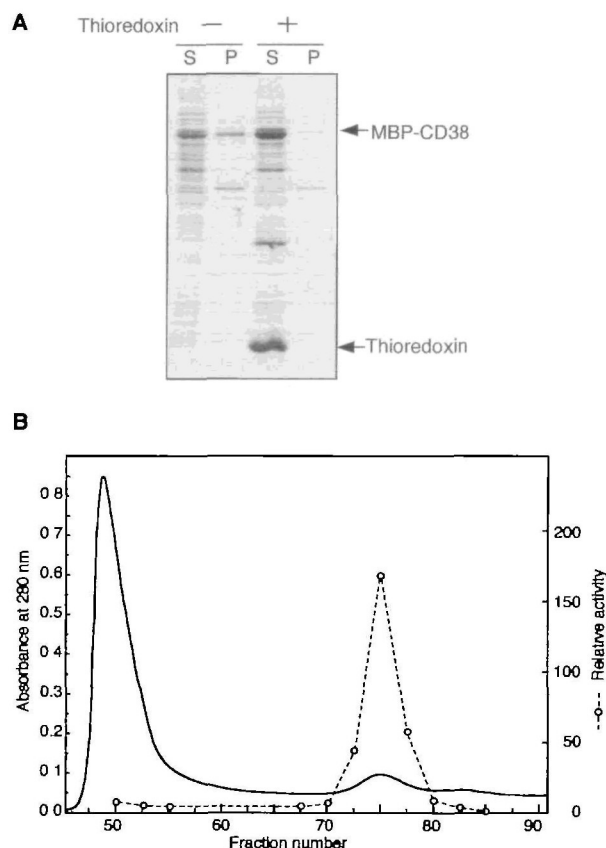 A
Thioredoxin − +
S P S P
MBP-CD38
Thioredoxin
B
Absorbance at 280 nm
0 8
0 7
0.6
0.5
0.4
0.3
0.2
0.1
0 0
50 60 70 80 90
Fraction number
200
150
100
50
0
--o-- Relative activity